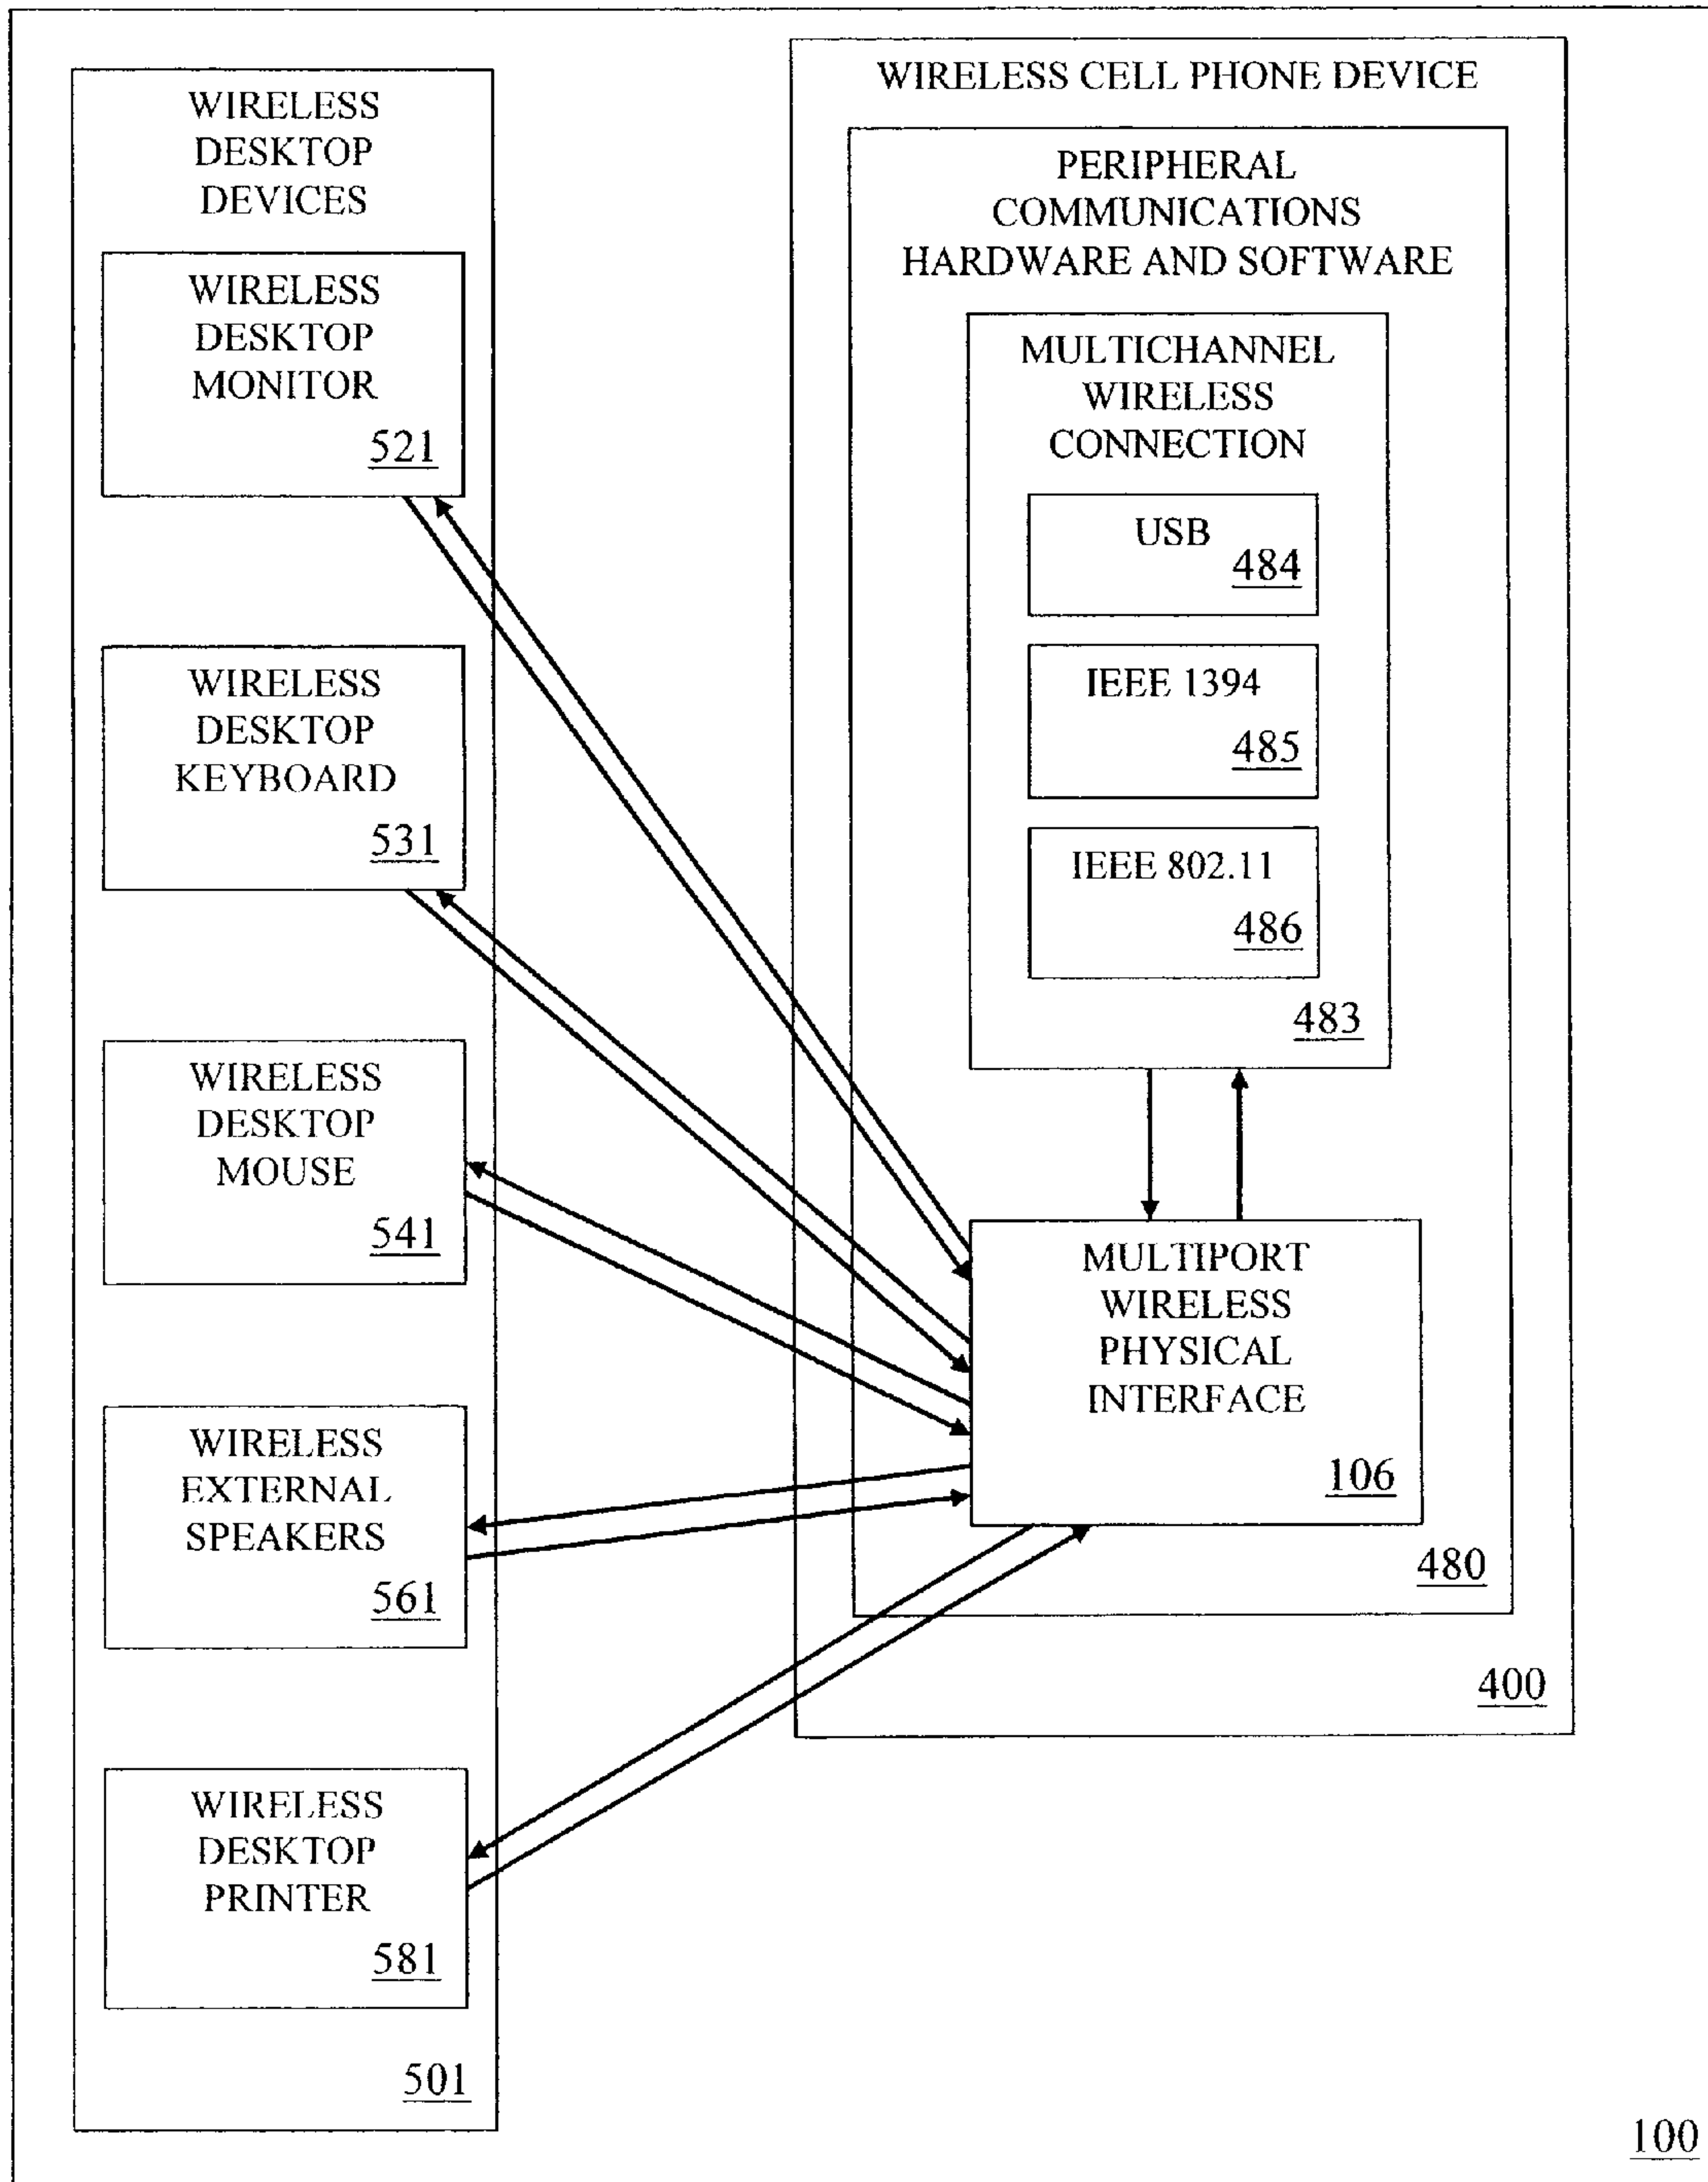 WIRELESS
DESKTOP
DEVICES
WIRELESS
DESKTOP
MONITOR
521
WIRELESS
DESKTOP
KEYBOARD
531
WIRELESS
DESKTOP
MOUSE
541
WIRELESS
EXTERNAL
SPEAKERS
561
WIRELESS
DESKTOP
PRINTER
581
501
WIRELESS CELL PHONE DEVICE
PERIPHERAL
COMMUNICATIONS
HARDWARE AND SOFTWARE
MULTICHANNEL
WIRELESS
CONNECTION
USB
484
IEEE 1394
485
IEEE 802.11
486
483
MULTIPORT
WIRELESS
PHYSICAL
INTERFACE
106
480
400
100